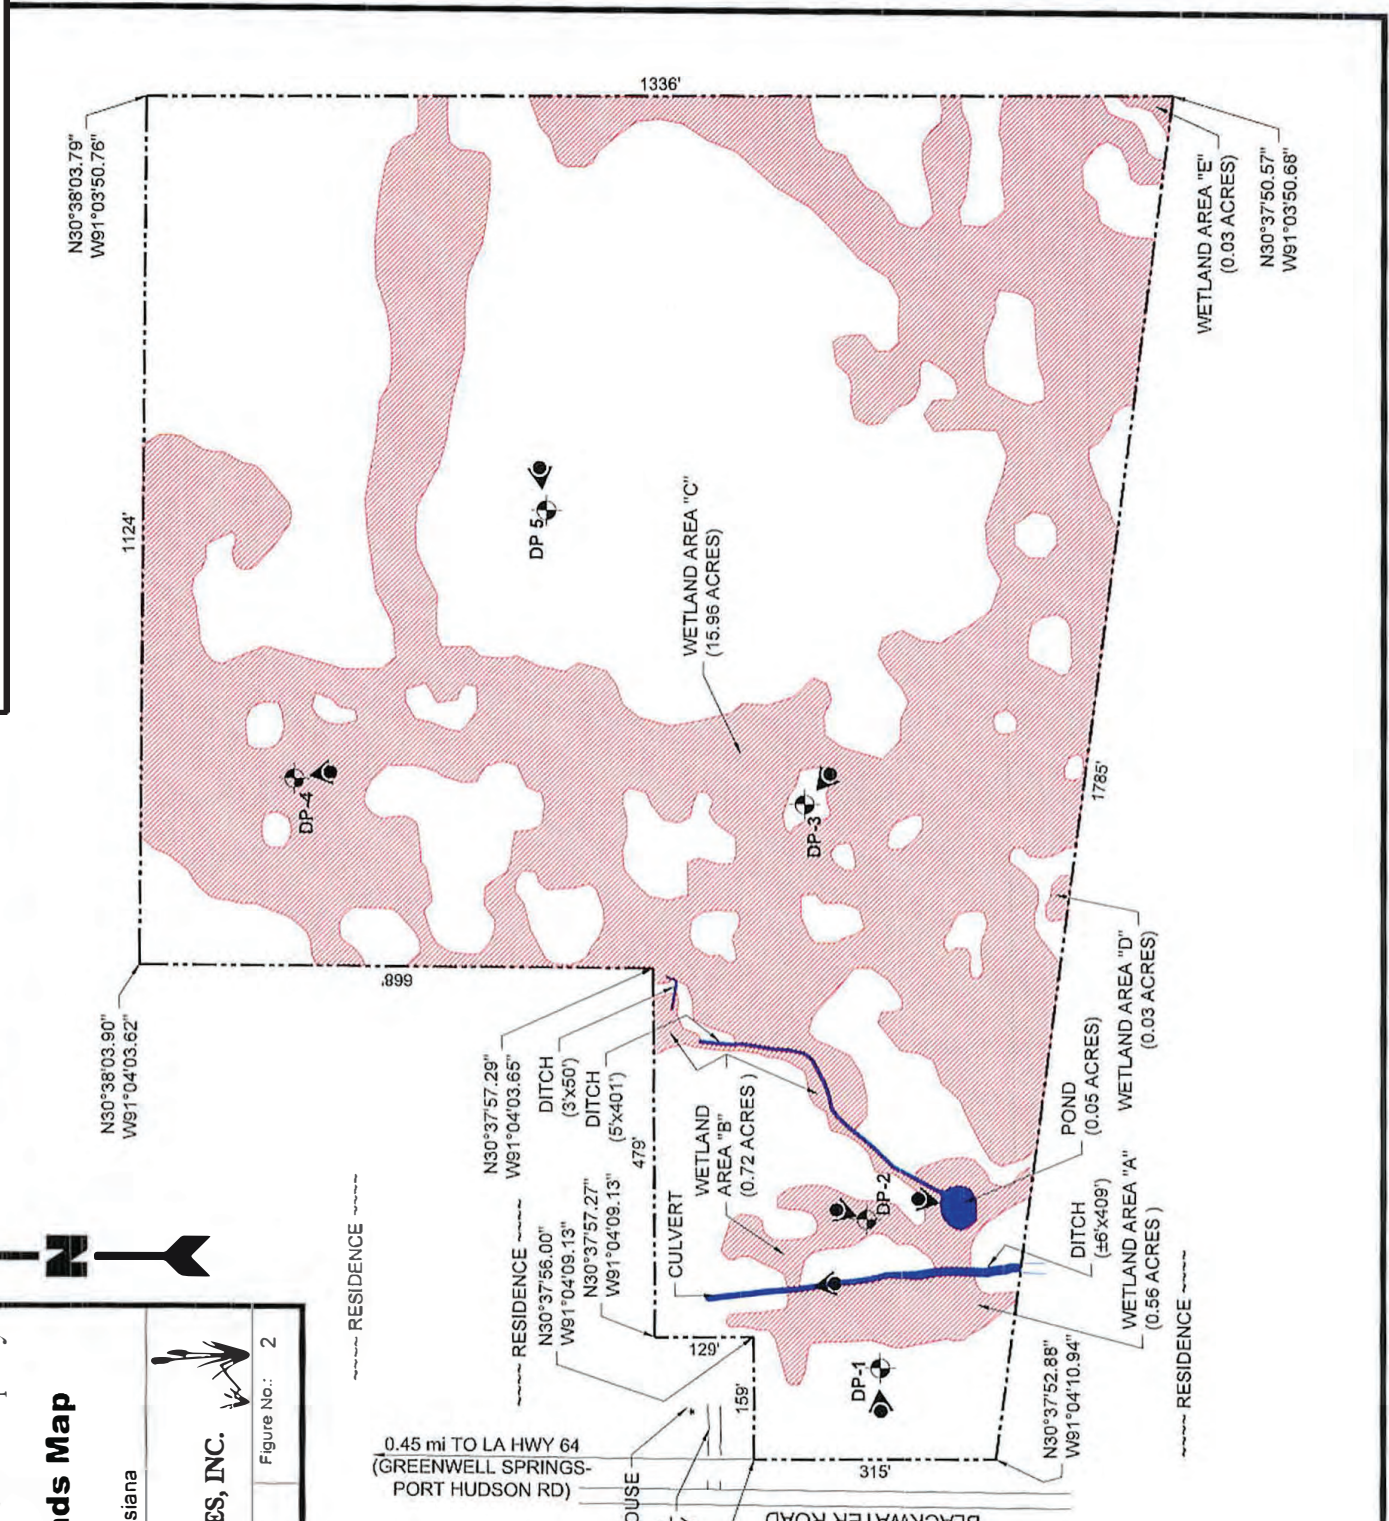 1336'
N30°38'03.79"
W91°03'50.76"
WETLAND AREA "E"
(0.03 ACRES)
N30°37'50.57"
W91°03'50.68"
1124'
DP 5
WETLAND AREA "C"
(15.96 ACRES)
DP-4
DP-3
1785'
N30°38'03.90"
W91°04'03.62"
668'
N30°37'57.29"
W91°04'03.65"
DITCH
(3'x50')
DITCH
(5'x401')
479'
WETLAND
AREA "B"
(0.72 ACRES )
WETLAND AREA "D"
(0.03 ACRES)
POND
(0.05 ACRES)
DITCH
(±6'x409')
WETLAND AREA "A"
(0.56 ACRES )
DP-2
CULVERT
N30°37'57.27"
W91°04'09.13"
N30°37'56.00"
W91°04'09.13"
~~~~ RESIDENCE ~~~~
~~~~ RESIDENCE ~~~~
~~~~ RESIDENCE ~~~~
129'
159'
DP-1
315'
N30°37'52.88"
W91°04'10.94"
0.45 mi TO LA HWY 64
(GREENWELL SPRINGS-
PORT HUDSON RD)
BLACKWATER ROAD
N
nds Map
siana
ES, INC.
Figure No.: 2